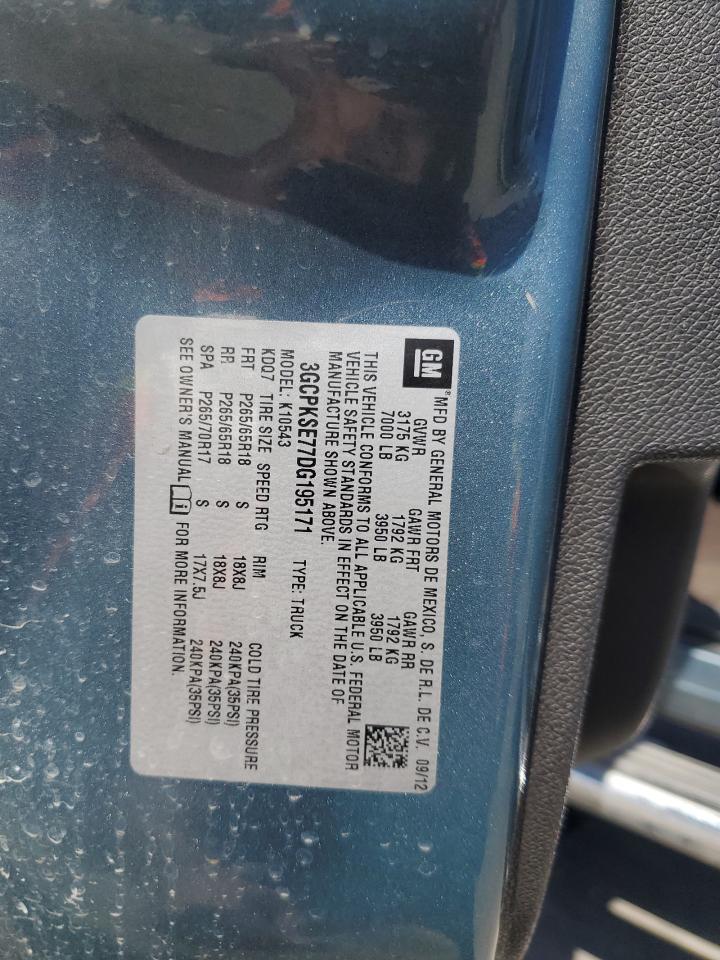 GM ®MFD BY GENERAL MOTORS DE MEXICO, S. DE R.L. DE C.V. 09/12
GVWR GAWR FRT GAWR RR
3175 KG 1792 KG 1792 KG
7000 LB 3950 LB 3950 LB
THIS VEHICLE CONFORMS TO ALL APPLICABLE U.S. FEDERAL MOTOR
VEHICLE SAFETY STANDARDS IN EFFECT ON THE DATE OF
MANUFACTURE SHOWN ABOVE.
3GCPKSE77DG195171 TYPE: TRUCK
MODEL: K10543
KDQ7 TIRE SIZE SPEED RTG RIM COLD TIRE PRESSURE
FRT P265/65R18 S 18X8J 240KPA(35PSI)
RR P265/65R18 S 18X8J 240KPA(35PSI)
SPA P265/70R17 S 17X7.5J 240KPA(35PSI)
SEE OWNER'S MANUAL i FOR MORE INFORMATION.